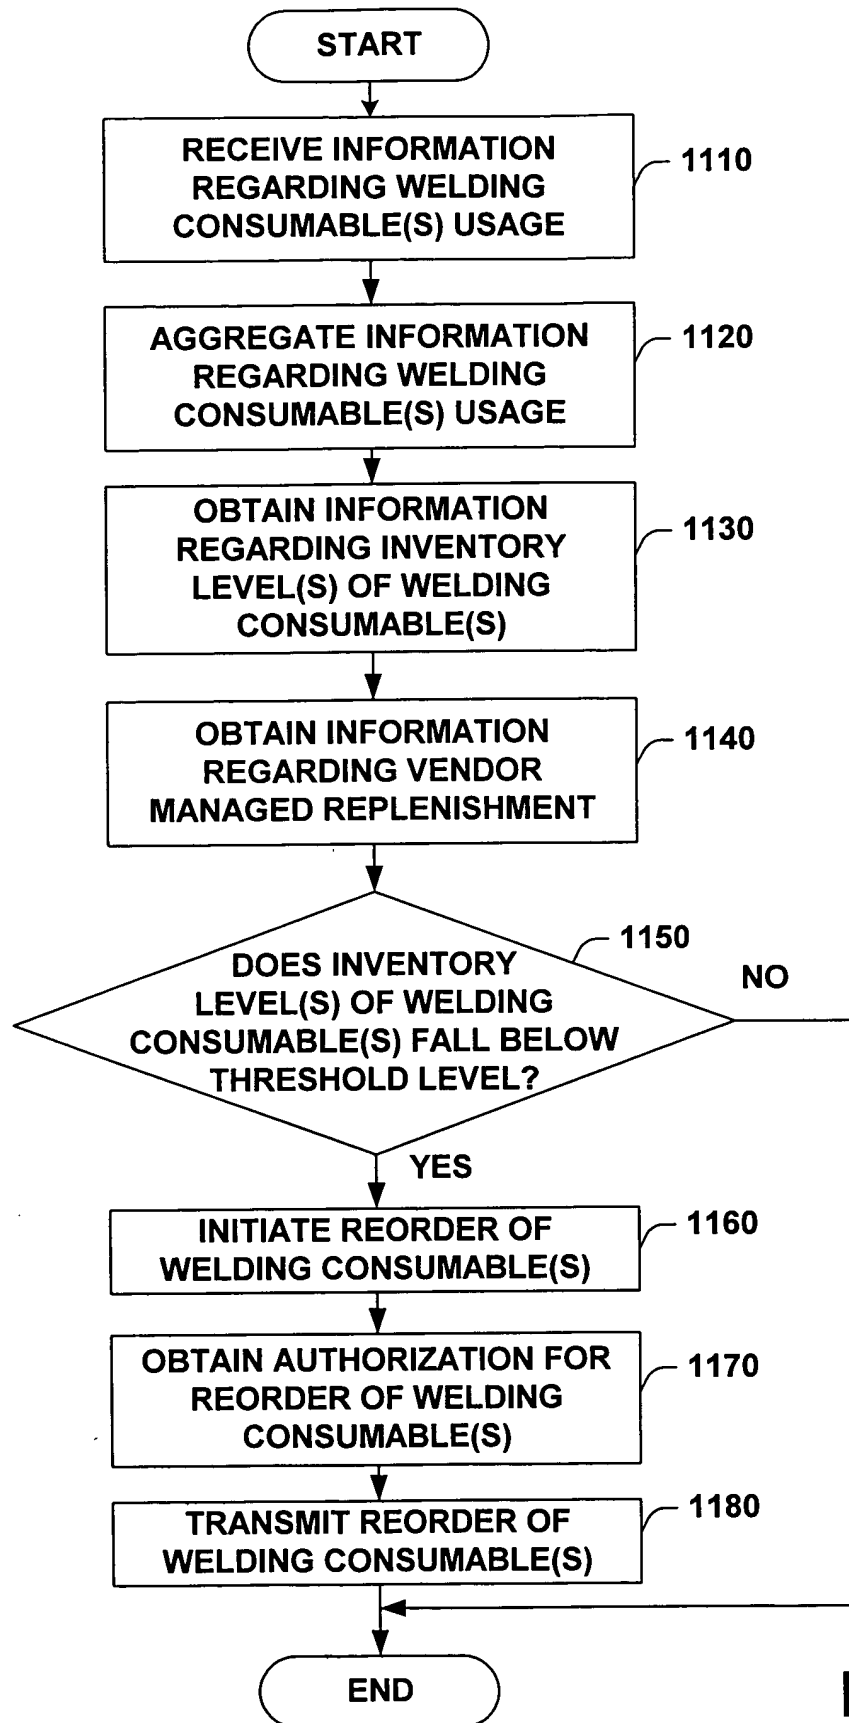 START
RECEIVE INFORMATION
REGARDING WELDING
CONSUMABLE(S) USAGE
1110
AGGREGATE INFORMATION
REGARDING WELDING
CONSUMABLE(S) USAGE
1120
OBTAIN INFORMATION
REGARDING INVENTORY
LEVEL(S) OF WELDING
CONSUMABLE(S)
1130
OBTAIN INFORMATION
REGARDING VENDOR
MANAGED REPLENISHMENT
1140
DOES INVENTORY
LEVEL(S) OF WELDING
CONSUMABLE(S) FALL BELOW
THRESHOLD LEVEL?
1150
NO
YES
INITIATE REORDER OF
WELDING CONSUMABLE(S)
1160
OBTAIN AUTHORIZATION FOR
REORDER OF WELDING
CONSUMABLE(S)
1170
TRANSMIT REORDER OF
WELDING CONSUMABLE(S)
1180
END